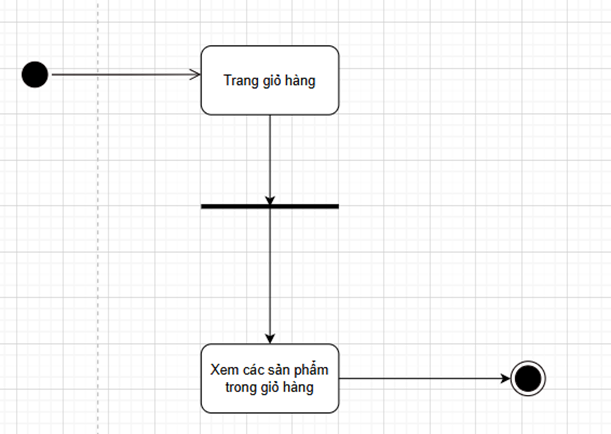 Trang giỏ hàng
Xem các sản phẩm
trong giỏ hàng